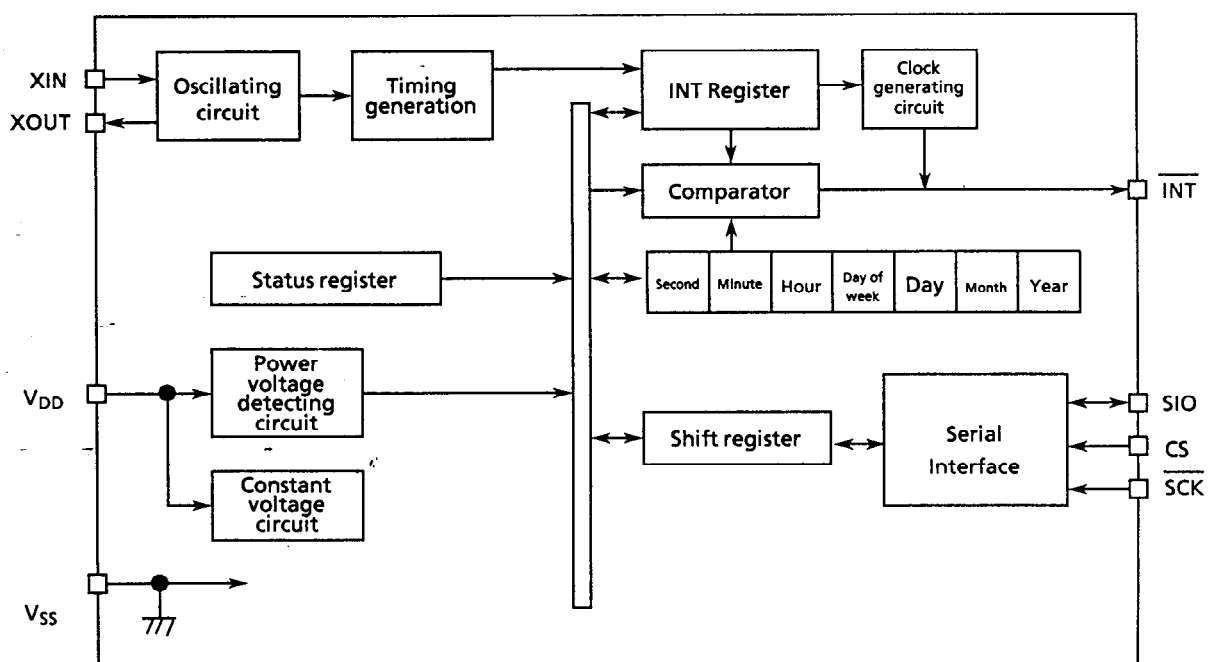 XIN
XOUT
Oscillating
circuit
Timing
generation
INT Register
Clock
generating
circuit
Comparator
INT
Status register
Second
Minute
Hour
Day of
week
Day
Month
Year
VDD
Power
voltage
detecting
circuit
Shift register
Serial
Interface
SIO
CS
SCK
Constant
voltage
circuit
VSS